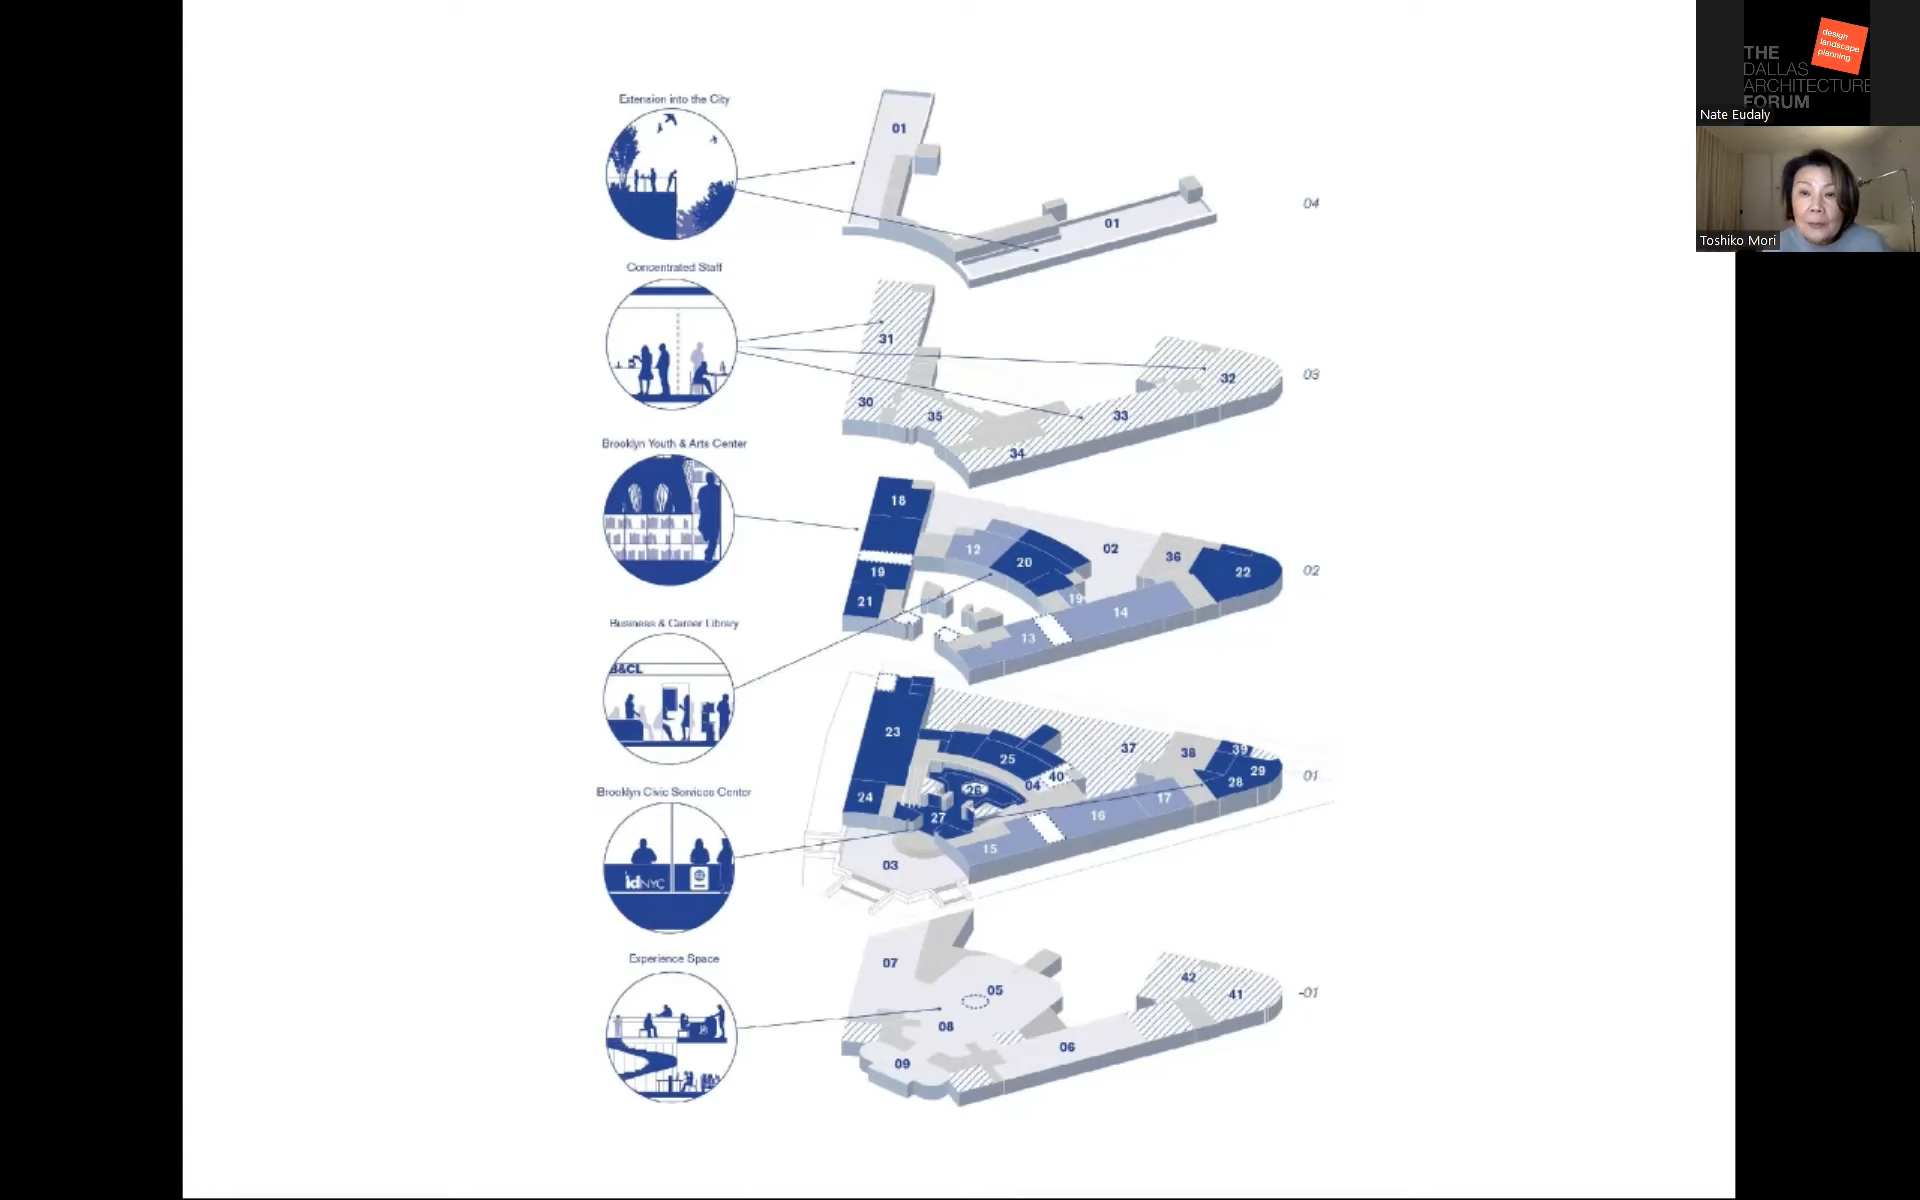 Extension into the City
01
01
04
Concentrated Staff
31
30
35
34
33
32
03
Brooklyn Youth & Arts Center
18
19
21
12
20
02
36
22
19
14
13
02
Business & Career Library
B&CL
23
24
25
26
27
04
40
37
38
39
29
28
17
16
15
03
01
Brooklyn Civic Services Center
idNYC
Experience Space
07
05
08
09
06
42
41
-01
THE
DALLAS
ARCHITECTURE
FORUM
design
landscape
planning
Nate Eudaly
Toshiko Mori